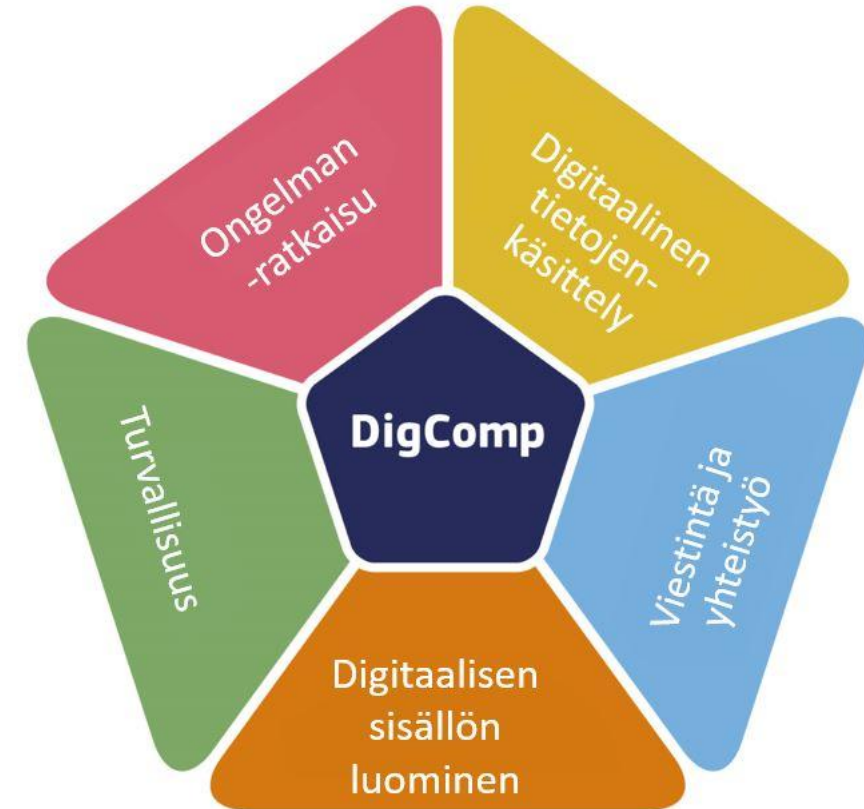 Ongelman
-ratkaisu
Digitaalinen
tietojen-
käsittely
DigComp
Turvallisuus
Viestintä ja
yhteistyö
Digitaalisen
sisällön
luominen